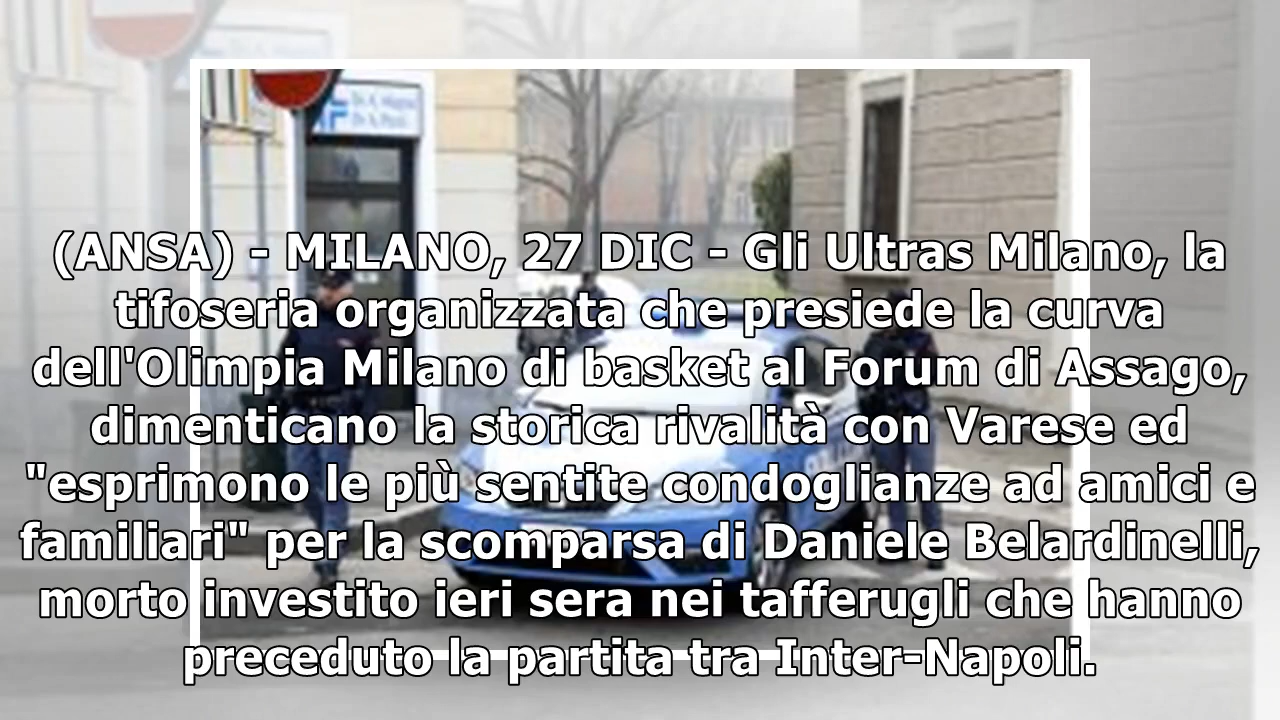 (ANSA) - MILANO, 27 DIC - Gli Ultras Milano, la
tifoseria organizzata che presiede la curva
dell'Olimpia Milano di basket al Forum di Assago,
dimenticano la storica rivalità con Varese ed
"esprimono le più sentite condoglianze ad amici e
familiari" per la scomparsa di Daniele Belardinelli,
morto investito ieri sera nei tafferugli che hanno
preceduto la partita tra Inter-Napoli.